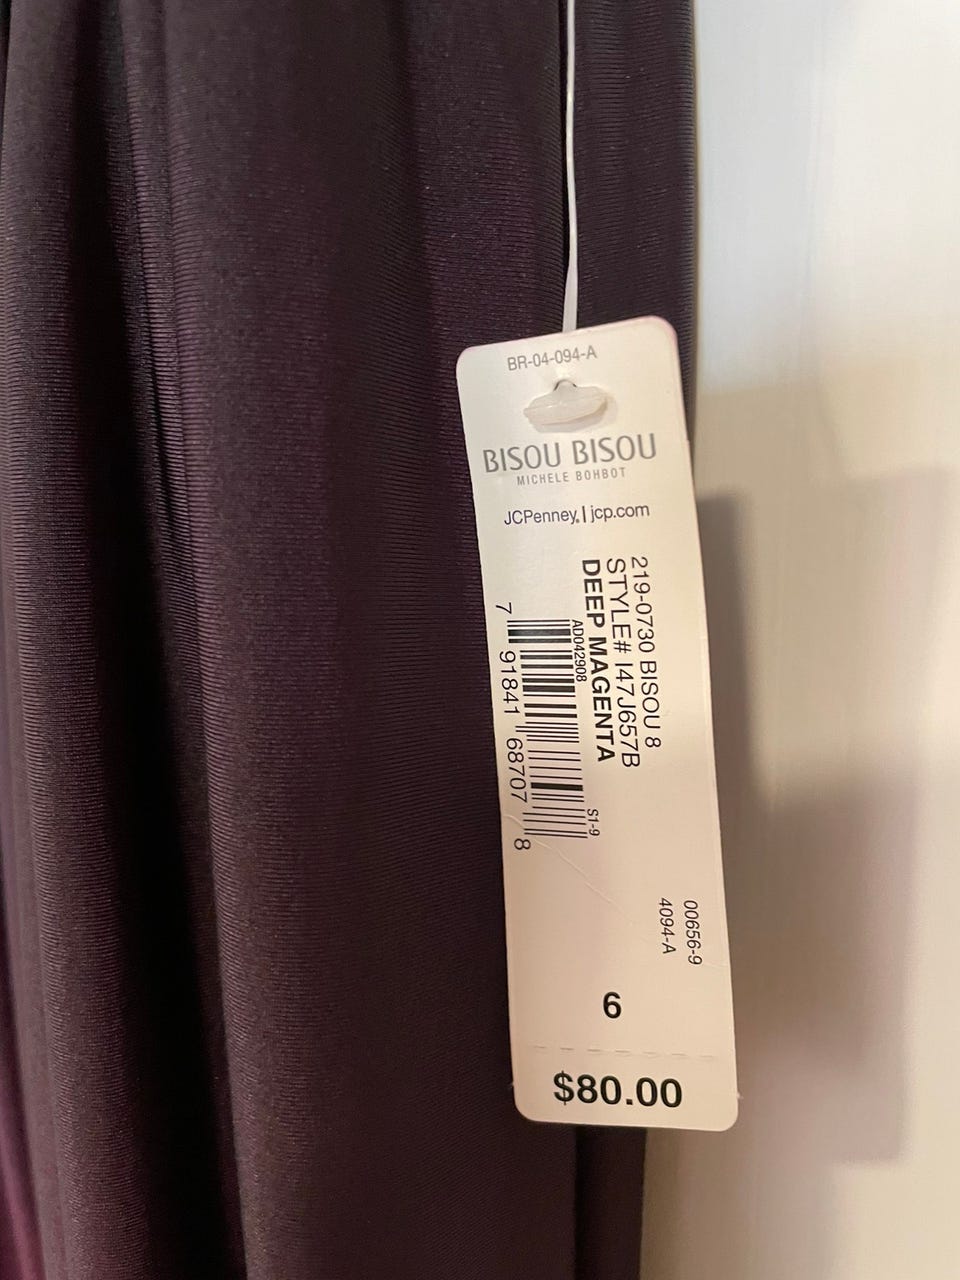 BR-04-094-A
BISOU BISOU
MICHELE BOHBOT
JCPenney. | jcp.com
219-0730 BISOU 8
STYLE# I47J657B
DEEP MAGENTA
AD042908
S1-9
7 91841 68707 8
00656-9
4094-A
6
$80.00